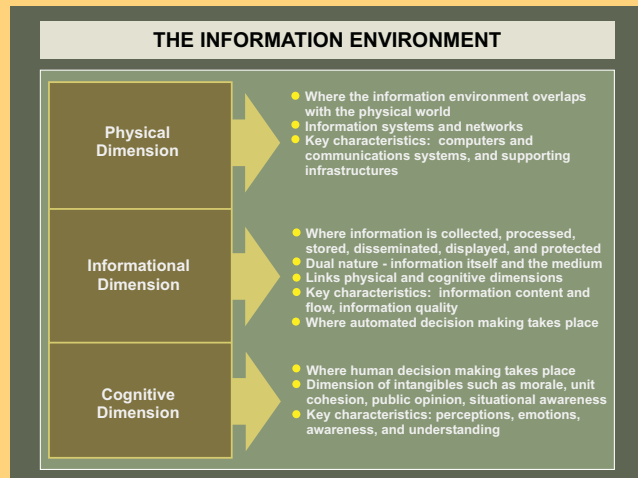 THE INFORMATION ENVIRONMENT
Physical
Dimension
● Where the information environment overlaps
with the physical world
● Information systems and networks
● Key characteristics: computers and
communications systems, and supporting
infrastructures
Informational
Dimension
● Where information is collected, processed,
stored, disseminated, displayed, and protected
● Dual nature - information itself and the medium
● Links physical and cognitive dimensions
● Key characteristics: information content and
flow, information quality
● Where automated decision making takes place
Cognitive
Dimension
● Where human decision making takes place
● Dimension of intangibles such as morale, unit
cohesion, public opinion, situational awareness
● Key characteristics: perceptions, emotions,
awareness, and understanding